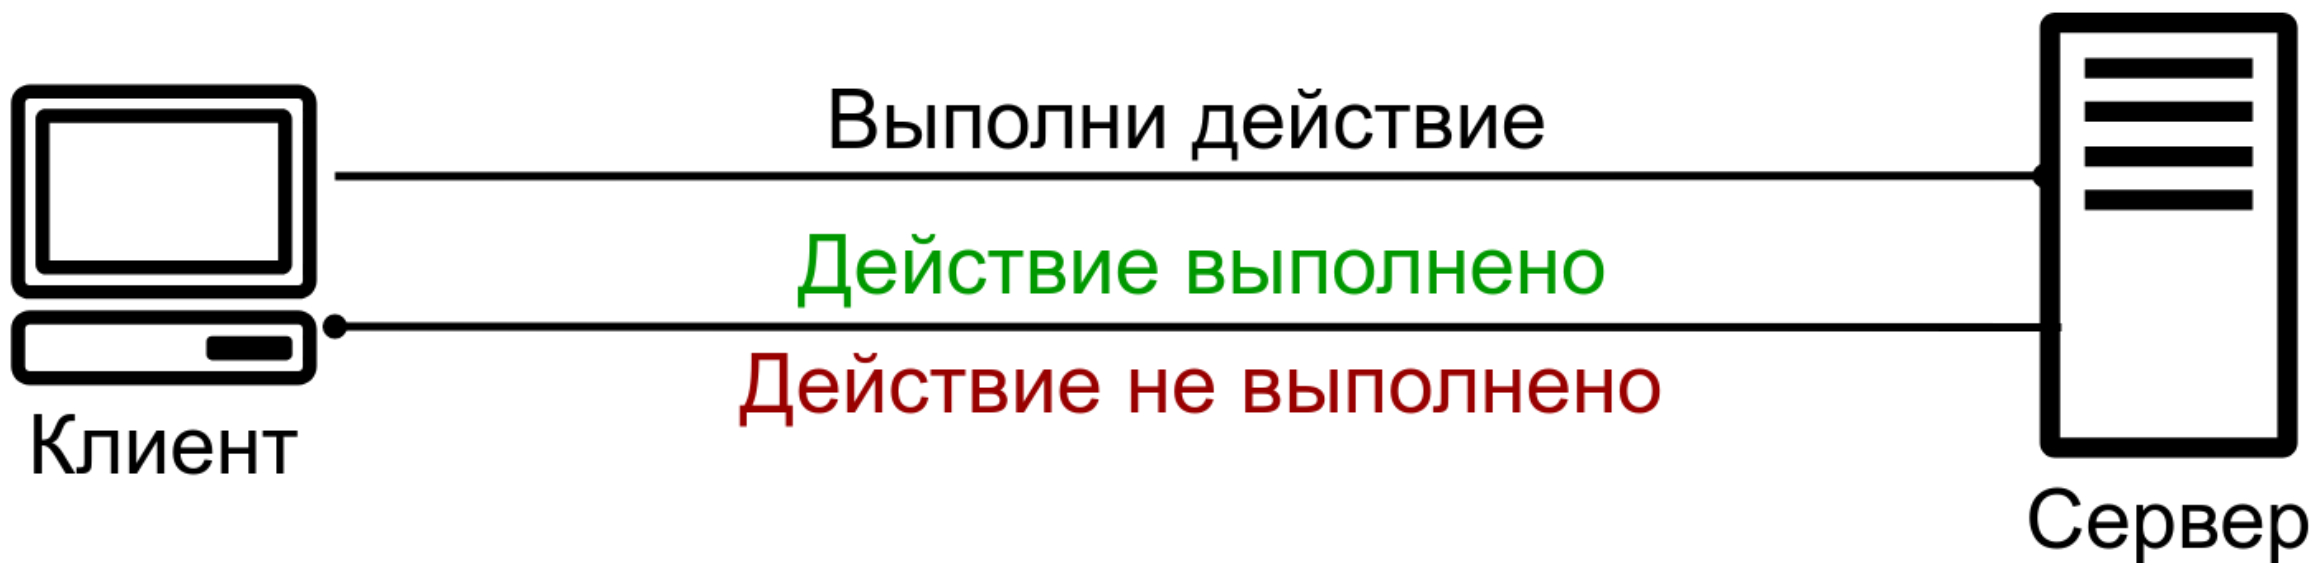 Выполни действие
Действие выполнено
Действие не выполнено
Клиент
Сервер